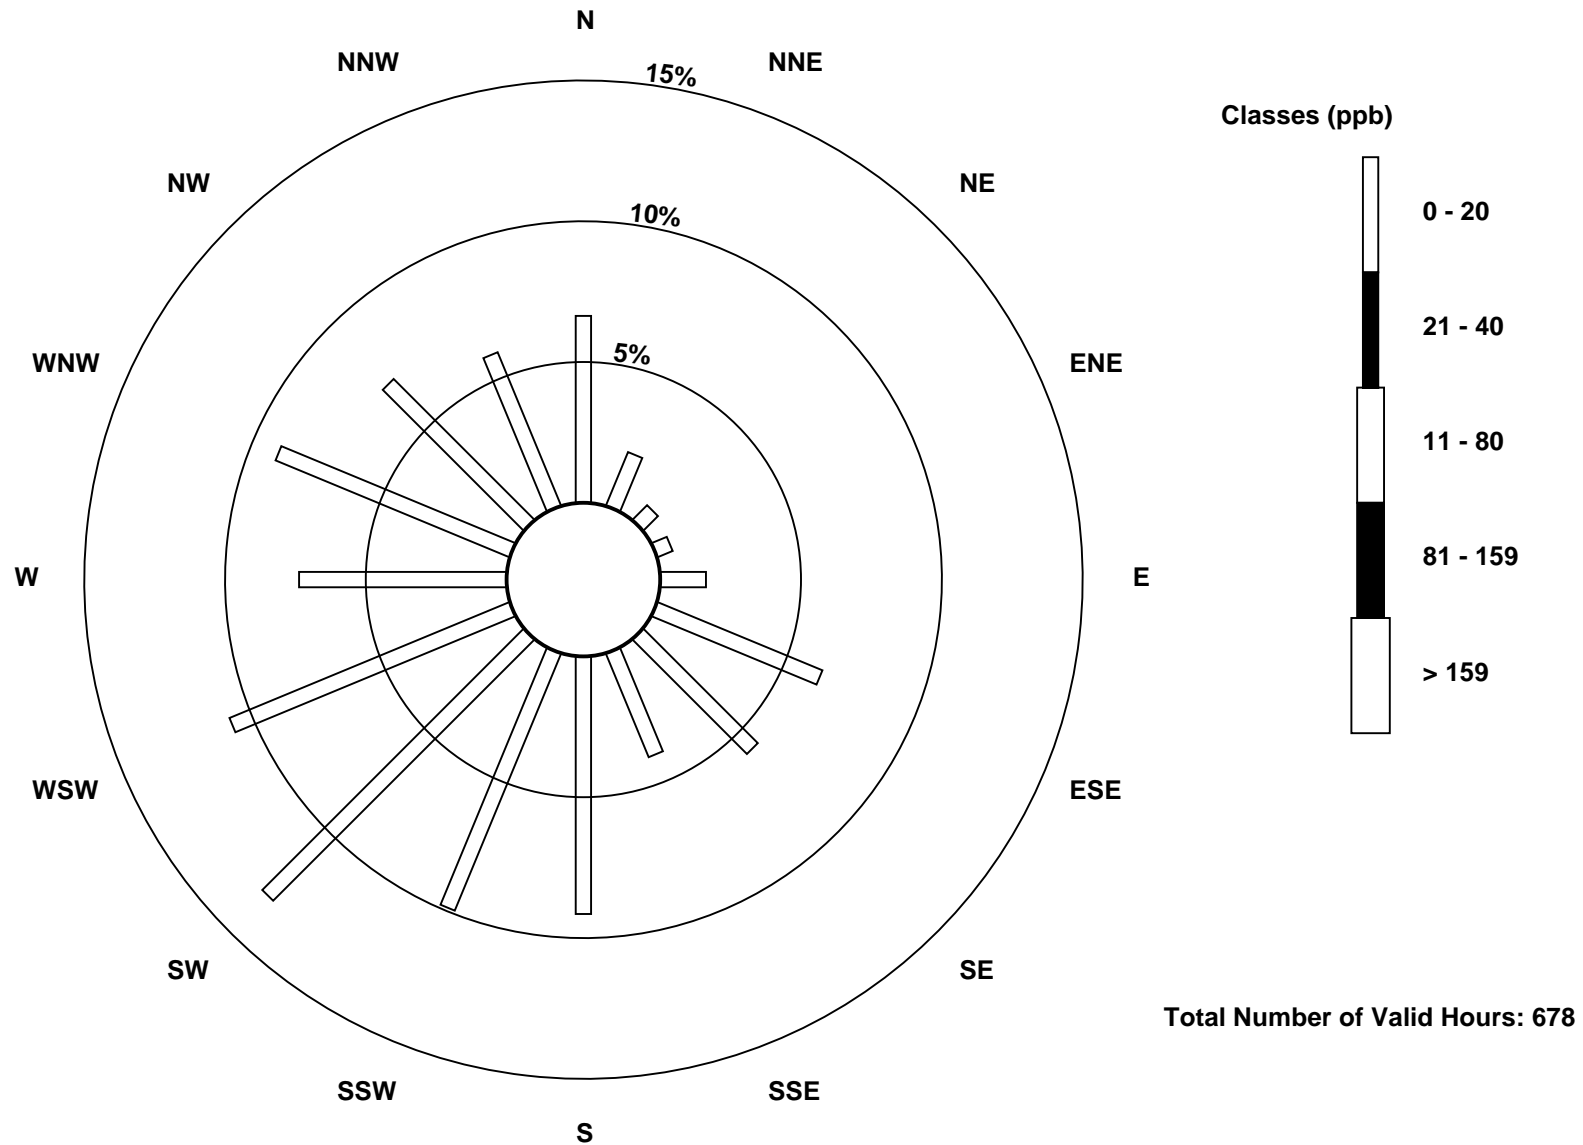 N
NNW
NNE
15%
Classes (ppb)
NW
NE
10%
0 - 20
21 - 40
5%
WNW
ENE
11 - 80
81 - 159
W
E
> 159
WSW
ESE
SW
SE
Total Number of Valid Hours: 678
SSW
SSE
S